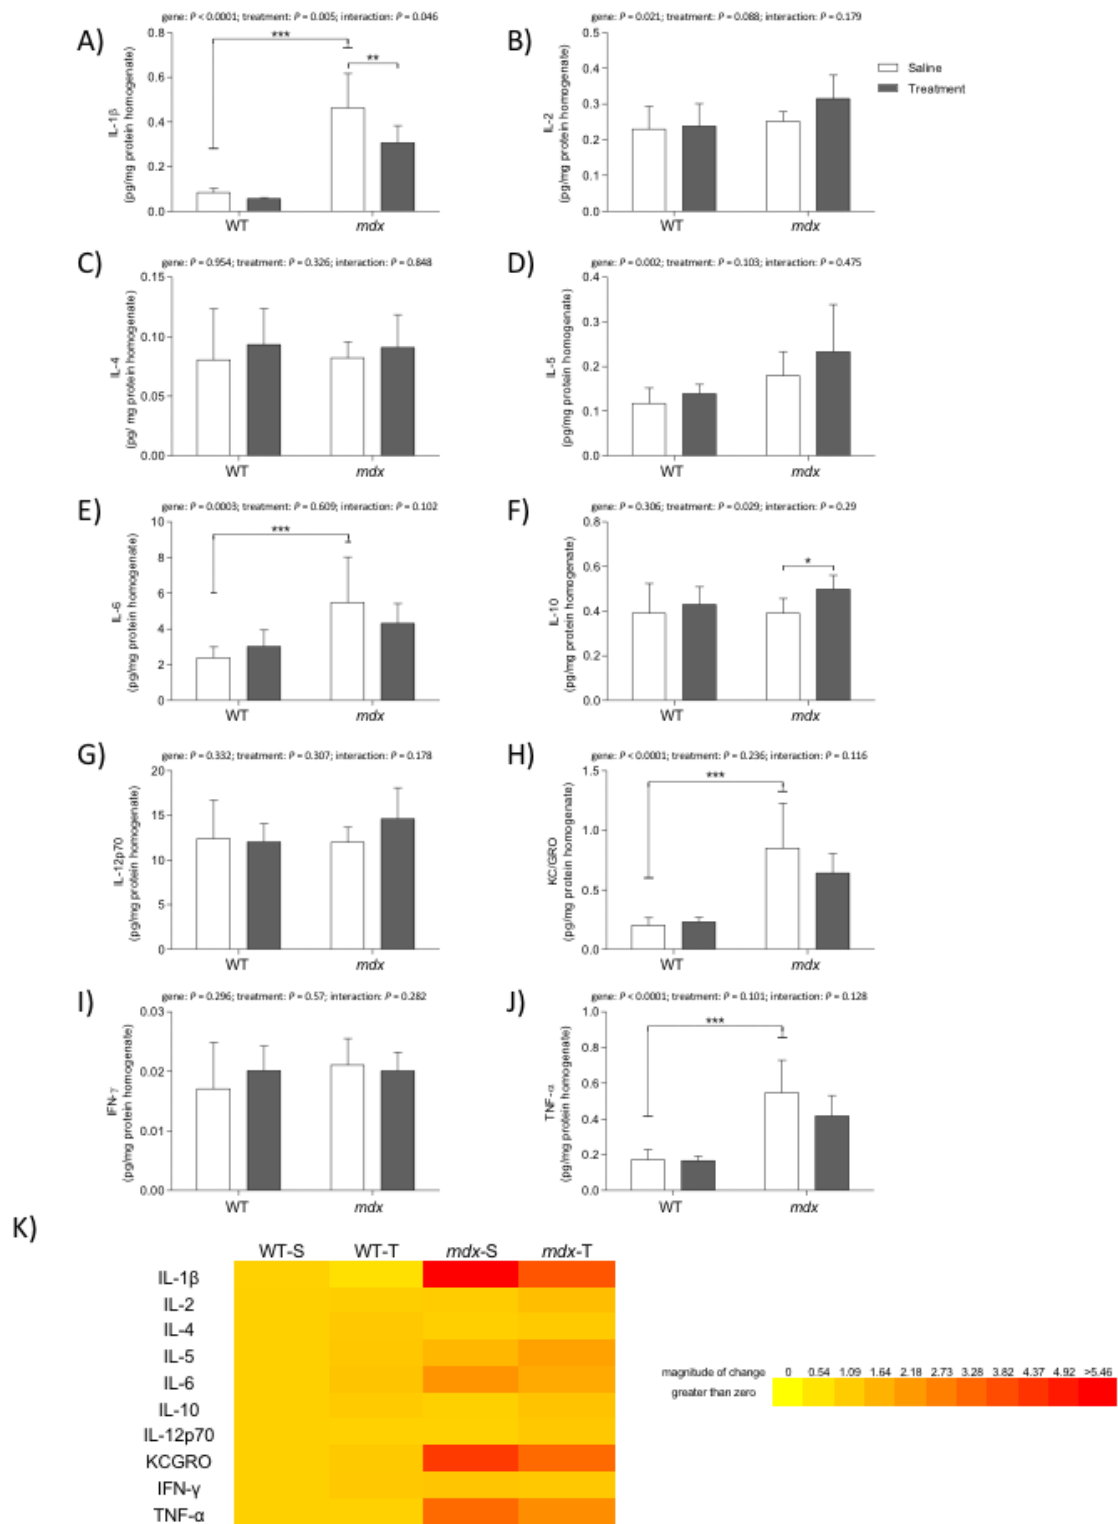 A)
gene: P < 0.0001; treatment: P = 0.005; interaction: P = 0.046
IL-1β
(pg/mg protein homogenate)
0.8
0.6
0.4
0.2
0.0
***
**
WT
mdx
B)
gene: P = 0.021; treatment: P = 0.088; interaction: P = 0.179
IL-2
(pg/mg protein homogenate)
0.5
0.4
0.3
0.2
0.1
0.0
WT
mdx
Saline
Treatment
C)
gene: P = 0.954; treatment: P = 0.326; interaction: P = 0.848
IL-4
(pg/ mg protein homogenate)
0.15
0.10
0.05
0.00
WT
mdx
D)
gene: P = 0.002; treatment: P = 0.103; interaction: P = 0.475
IL-5
(pg/mg protein homogenate)
0.4
0.3
0.2
0.1
0.0
WT
mdx
E)
gene: P = 0.0003; treatment: P = 0.609; interaction: P = 0.102
IL-6
(pg/mg protein homogenate)
10
8
6
4
2
0
***
WT
mdx
F)
gene: P = 0.306; treatment: P = 0.029; interaction: P = 0.29
IL-10
(pg/mg protein homogenate)
0.8
0.6
0.4
0.2
0.0
*
WT
mdx
G)
gene: P = 0.332; treatment: P = 0.307; interaction: P = 0.178
IL-12p70
(pg/mg protein homogenate)
20
15
10
5
0
WT
mdx
H)
gene: P < 0.0001; treatment: P = 0.236; interaction: P = 0.116
KC/GRO
(pg/mg protein homogenate)
1.5
1.0
0.5
0.0
***
WT
mdx
I)
gene: P = 0.296; treatment: P = 0.57; interaction: P = 0.282
IFN-γ
(pg/mg protein homogenate)
0.03
0.02
0.01
0.00
WT
mdx
J)
gene: P < 0.0001; treatment: P = 0.101; interaction: P = 0.128
TNF-α
(pg/mg protein homogenate)
1.0
0.8
0.6
0.4
0.2
0.0
***
WT
mdx
K)
WT-S WT-T mdx-S mdx-T
IL-1β
IL-2
IL-4
IL-5
IL-6
IL-10
IL-12p70
KCGRO
IFN-γ
TNF-α
magnitude of change 0 0.54 1.09 1.64 2.18 2.73 3.28 3.82 4.37 4.92 >5.46
greater than zero